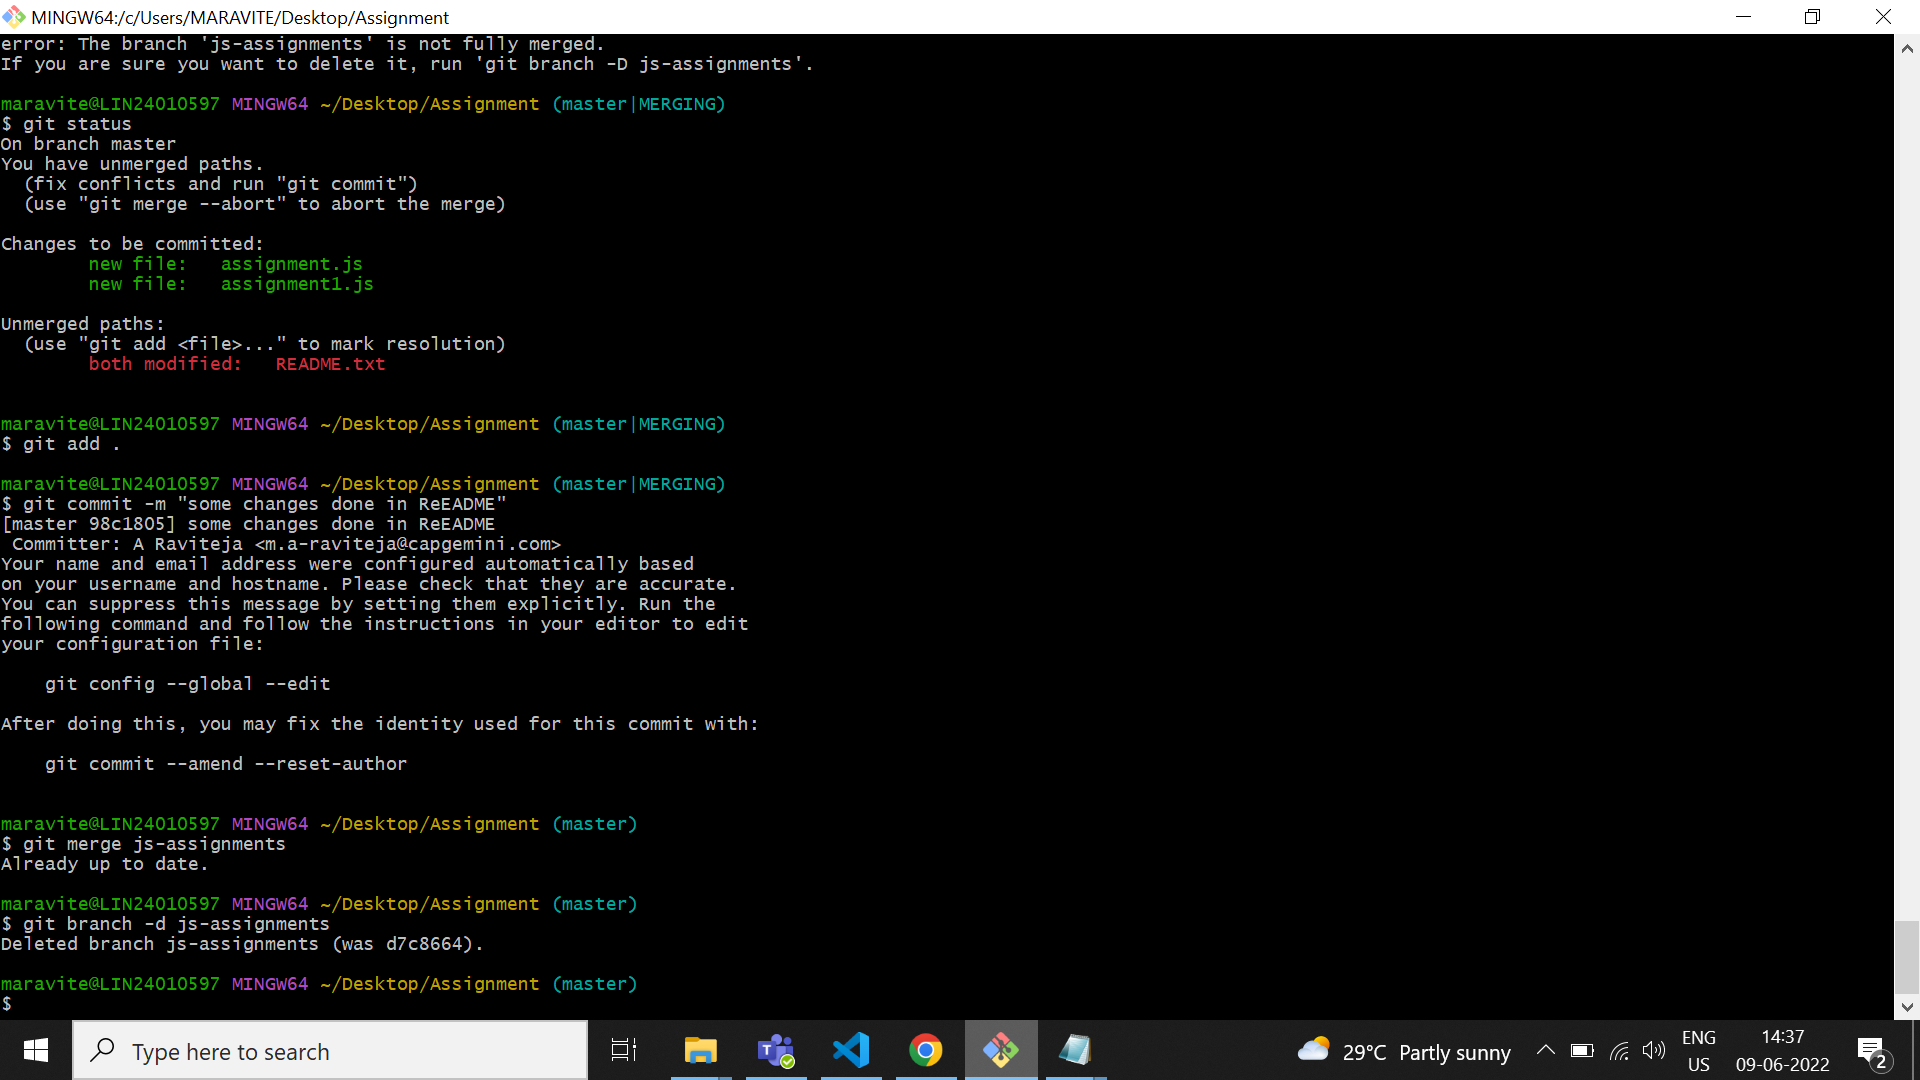 MINGW64:/c/Users/MARAVITE/Desktop/Assignment
error: The branch 'js-assignments' is not fully merged.
If you are sure you want to delete it, run 'git branch -D js-assignments'.
maravite@LIN24010597 MINGW64 ~/Desktop/Assignment (master|MERGING)
$ git status
On branch master
You have unmerged paths.
  (fix conflicts and run "git commit")
  (use "git merge --abort" to abort the merge)
Changes to be committed:
        new file:   assignment.js
        new file:   assignment1.js
Unmerged paths:
  (use "git add <file>..." to mark resolution)
        both modified:   README.txt
maravite@LIN24010597 MINGW64 ~/Desktop/Assignment (master|MERGING)
$ git add .
maravite@LIN24010597 MINGW64 ~/Desktop/Assignment (master|MERGING)
$ git commit -m "some changes done in ReEADME"
[master 98c1805] some changes done in ReEADME
 Committer: A Raviteja <m.a-raviteja@capgemini.com>
Your name and email address were configured automatically based
on your username and hostname. Please check that they are accurate.
You can suppress this message by setting them explicitly. Run the
following command and follow the instructions in your editor to edit
your configuration file:
    git config --global --edit
After doing this, you may fix the identity used for this commit with:
    git commit --amend --reset-author
maravite@LIN24010597 MINGW64 ~/Desktop/Assignment (master)
$ git merge js-assignments
Already up to date.
maravite@LIN24010597 MINGW64 ~/Desktop/Assignment (master)
$ git branch -d js-assignments
Deleted branch js-assignments (was d7c8664).
maravite@LIN24010597 MINGW64 ~/Desktop/Assignment (master)
$
Type here to search
29°C Partly sunny
ENG
US
14:37
09-06-2022
2